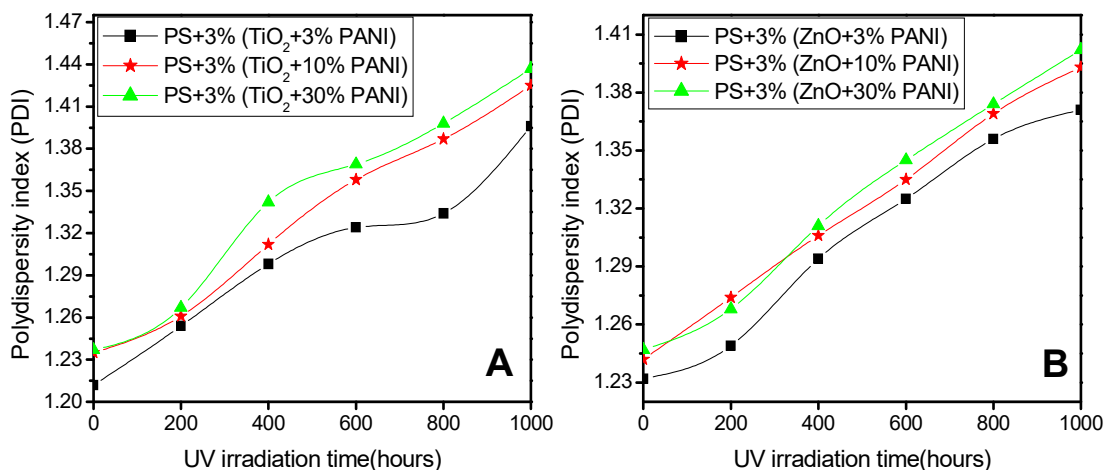 PS+3% (TiO₂+3% PANI)
PS+3% (TiO₂+10% PANI)
PS+3% (TiO₂+30% PANI)
1.47
1.44
1.41
1.38
1.35
1.32
1.29
1.26
1.23
1.20
Polydispersity index (PDI)
A
0 200 400 600 800 1000
UV irradiation time(hours)
PS+3% (ZnO+3% PANI)
PS+3% (ZnO+10% PANI)
PS+3% (ZnO+30% PANI)
1.41
1.38
1.35
1.32
1.29
1.26
1.23
Polydispersity index (PDI)
B
0 200 400 600 800 1000
UV irradiation time(hours)